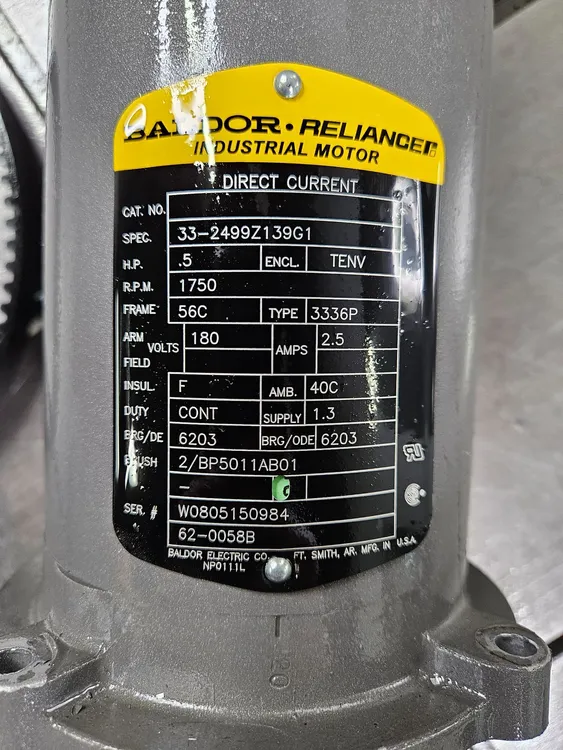 BALDOR • RELIANCE
INDUSTRIAL MOTOR
DIRECT CURRENT
CAT. NO.
SPEC. 33-2499Z139G1
H.P. .5 ENCL. TENV
R.P.M. 1750
FRAME 56C TYPE 3336P
ARM VOLTS 180 AMPS 2.5
FIELD
INSUL. F AMB. 40C
DUTY CONT SUPPLY 1.3
BRG/DE 6203 BRG/ODE 6203
BRUSH 2/BP5011AB01
-
SER. # W0805150984
62-0058B
BALDOR ELECTRIC CO. FT. SMITH, AR. MFG. IN U.S.A.
NP0111L